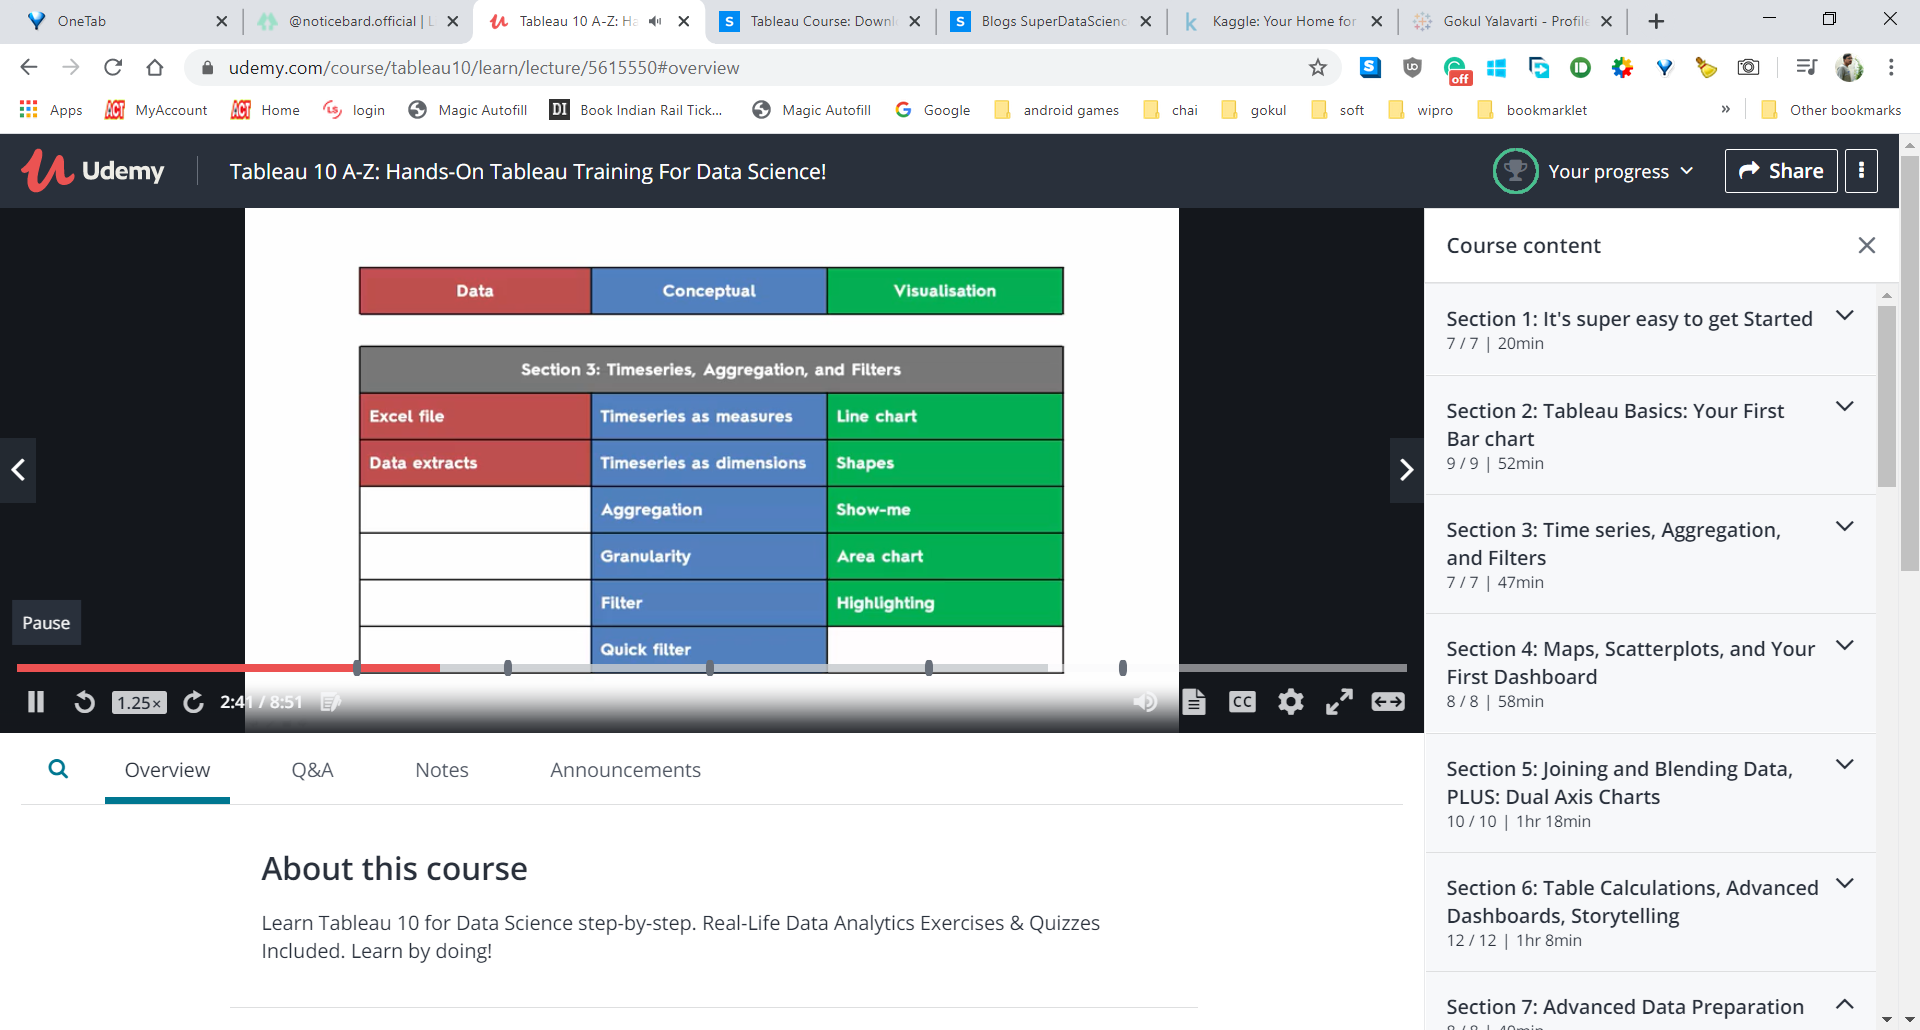 OneTab
@noticebard.official | L
Tableau 10 A-Z: Ha
Tableau Course: Downl
Blogs SuperDataScienc
Kaggle: Your Home for
Gokul Yalavarti - Profile
udemy.com/course/tableau10/learn/lecture/5615550#overview
off
Apps
MyAccount
Home
login
Magic Autofill
Book Indian Rail Tick...
Magic Autofill
Google
android games
chai
gokul
soft
wipro
bookmarklet
»
Other bookmarks
Udemy
Tableau 10 A-Z: Hands-On Tableau Training For Data Science!
Your progress
Share
Data Conceptual Visualisation
Section 3: Timeseries, Aggregation, and Filters
Excel file Timeseries as measures Line chart
Data extracts Timeseries as dimensions Shapes
Aggregation Show-me
Granularity Area chart
Filter Highlighting
Quick filter
Pause
1.25×
2:41 / 8:51
CC
Course content
Section 1: It's super easy to get Started
7 / 7 | 20min
Section 2: Tableau Basics: Your First
Bar chart
9 / 9 | 52min
Section 3: Time series, Aggregation,
and Filters
7 / 7 | 47min
Section 4: Maps, Scatterplots, and Your
First Dashboard
8 / 8 | 58min
Section 5: Joining and Blending Data,
PLUS: Dual Axis Charts
10 / 10 | 1hr 18min
Section 6: Table Calculations, Advanced
Dashboards, Storytelling
12 / 12 | 1hr 8min
Section 7: Advanced Data Preparation
Overview
Q&A
Notes
Announcements
About this course
Learn Tableau 10 for Data Science step-by-step. Real-Life Data Analytics Exercises & Quizzes
Included. Learn by doing!